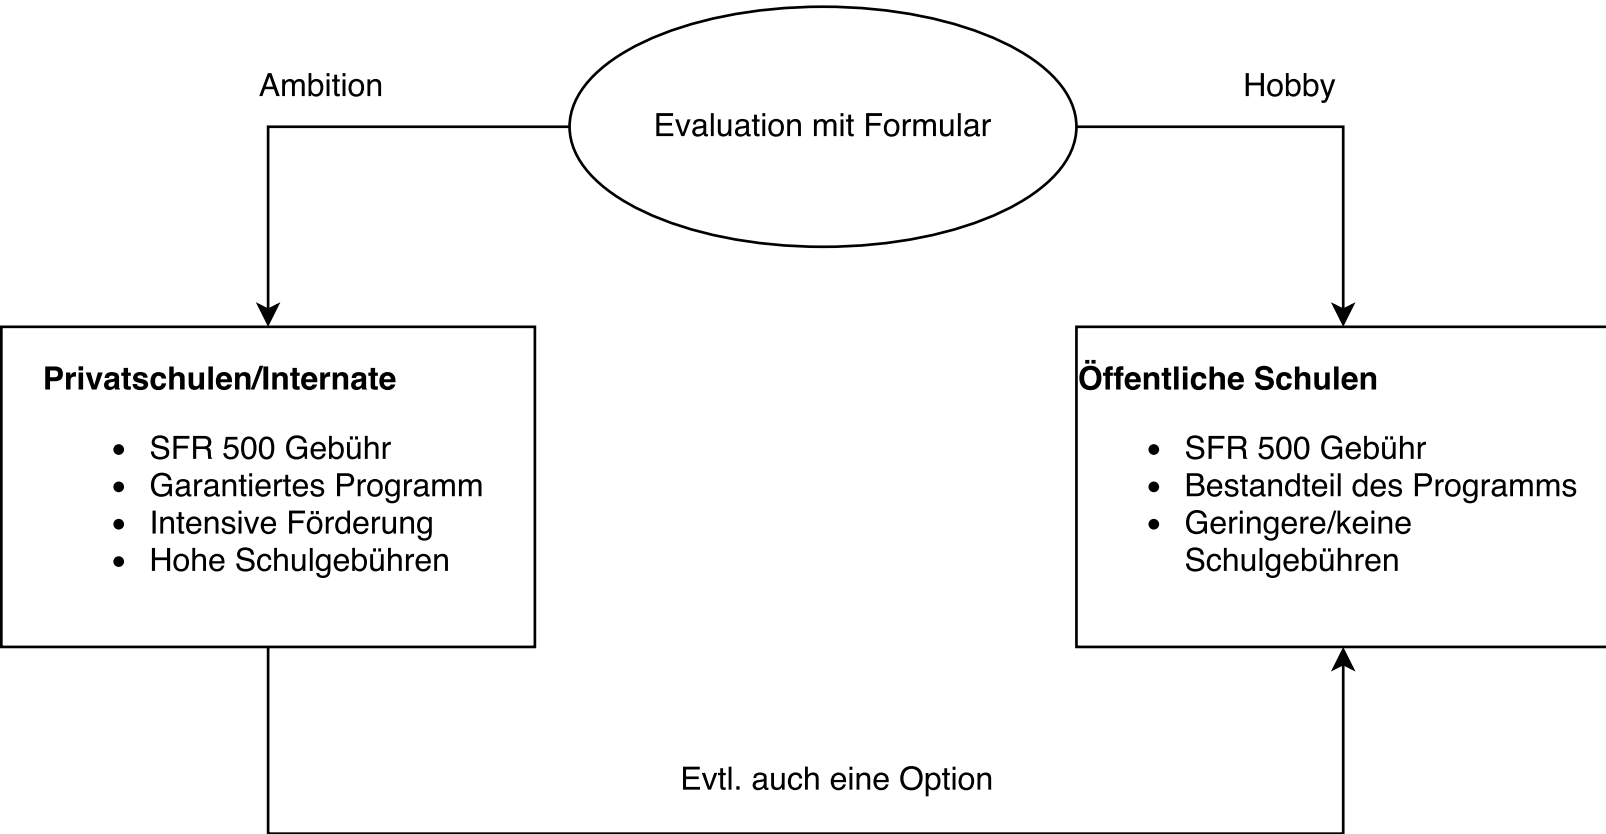 Ambition
Hobby
Evaluation mit Formular
Privatschulen/Internate
SFR 500 Gebühr
Garantiertes Programm
Intensive Förderung
Hohe Schulgebühren
Öffentliche Schulen
SFR 500 Gebühr
Bestandteil des Programms
Geringere/keine
Schulgebühren
Evtl. auch eine Option